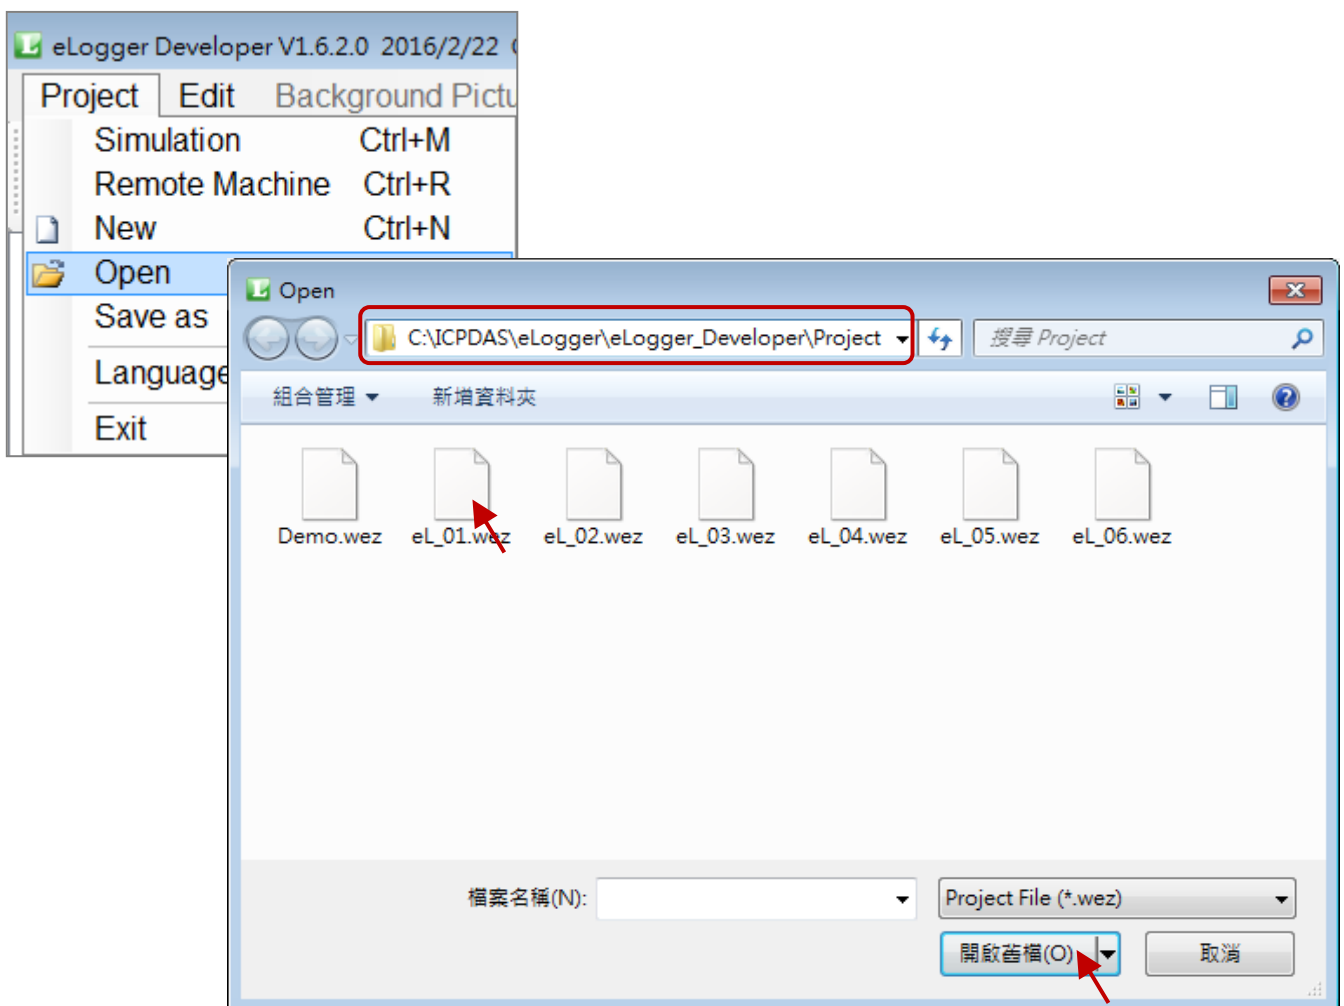 eLogger Developer V1.6.2.0 2016/2/22
Project Edit Background Pictu
Simulation Ctrl+M
Remote Machine Ctrl+R
New Ctrl+N
Open
Save as
Language
Exit
Open
C:\ICPDAS\eLogger\eLogger_Developer\Project
搜尋 Project
組合管理 新增資料夾
Demo.wez eL_01.wez eL_02.wez eL_03.wez eL_04.wez eL_05.wez eL_06.wez
檔案名稱(N): Project File (*.wez)
開啟舊檔(O) 取消